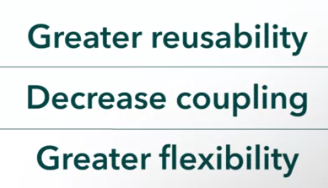 Greater reusability
Decrease coupling
Greater flexibility